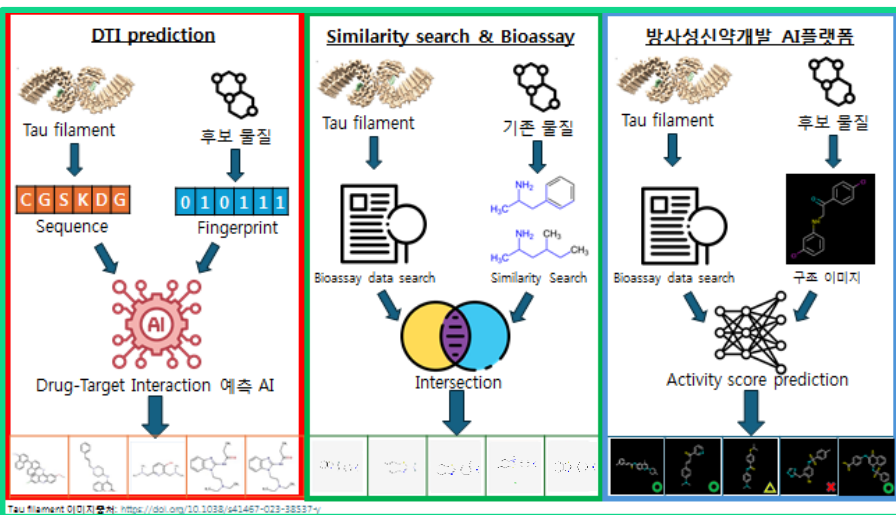 DTI prediction
Tau filament
후보 물질
C G S K D G
0 1 0 1 1 1
Sequence
Fingerprint
AI
Drug-Target Interaction 예측 AI
Similarity search & Bioassay
Tau filament
기존 물질
NH₂
H₃C
NH₂ CH₃
H₃C CH₃
Bioassay data search
Similarity Search
Intersection
방사성신약개발 AI플랫폼
Tau filament
후보 물질
Bioassay data search
구조 이미지
Activity score prediction
Tau filament 이미지출처: https://doi.org/10.1038/s41467-023-38537-y